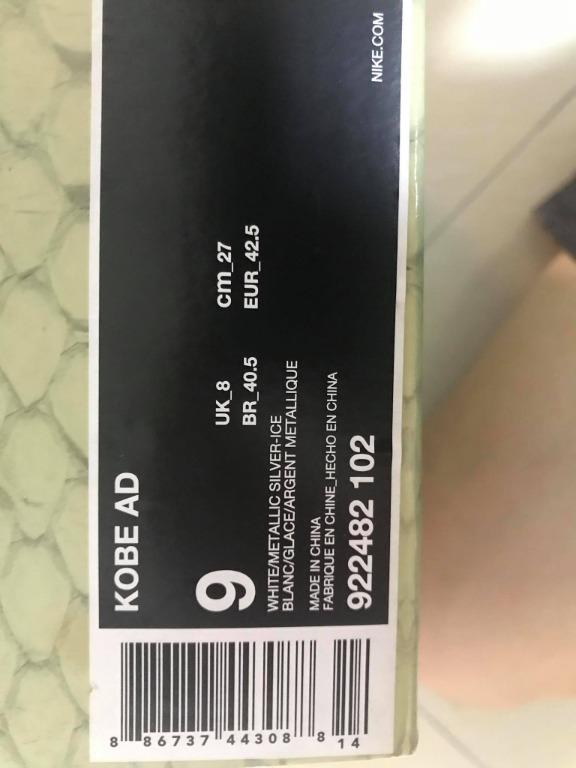 KOBE AD
NIKE.COM
9
UK_8
cm_27
BR_40.5
EUR_42.5
WHITE/METALLIC SILVER-ICE
BLANC/GLACE/ARGENT METALLIQUE
MADE IN CHINA
FABRIQUE EN CHINE_HECHO EN CHINA
922482 102
8 86737 44308 8 14